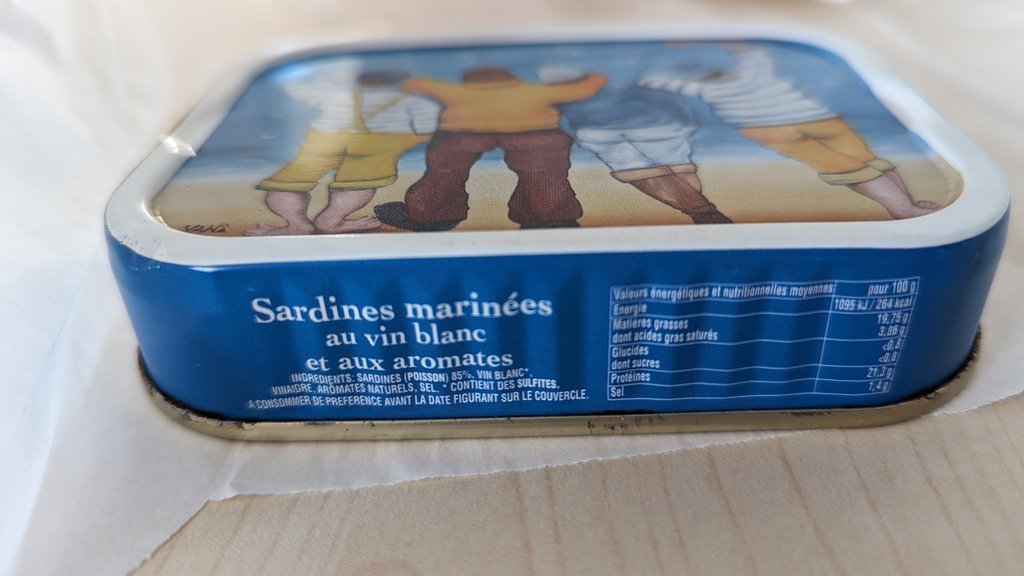 VANA
Sardines marinées
au vin blanc
et aux aromates
INGREDIENTS: SARDINES (POISSON) 85%, VIN BLANC*,
VINAIGRE, AROMATES NATURELS, SEL. * CONTIENT DES SULFITES.
A CONSOMMER DE PREFERENCE AVANT LA DATE FIGURANT SUR LE COUVERCLE.
Valeurs énergétiques et nutritionnelles moyennes pour 100 g
Energie 1095 kJ / 264 kcal
Matières grasses 19,75 g
dont acides gras saturés 3,86 g
Glucides <0,8
dont sucres <0,8
Protéines 21,3 g
Sel 1,4 g